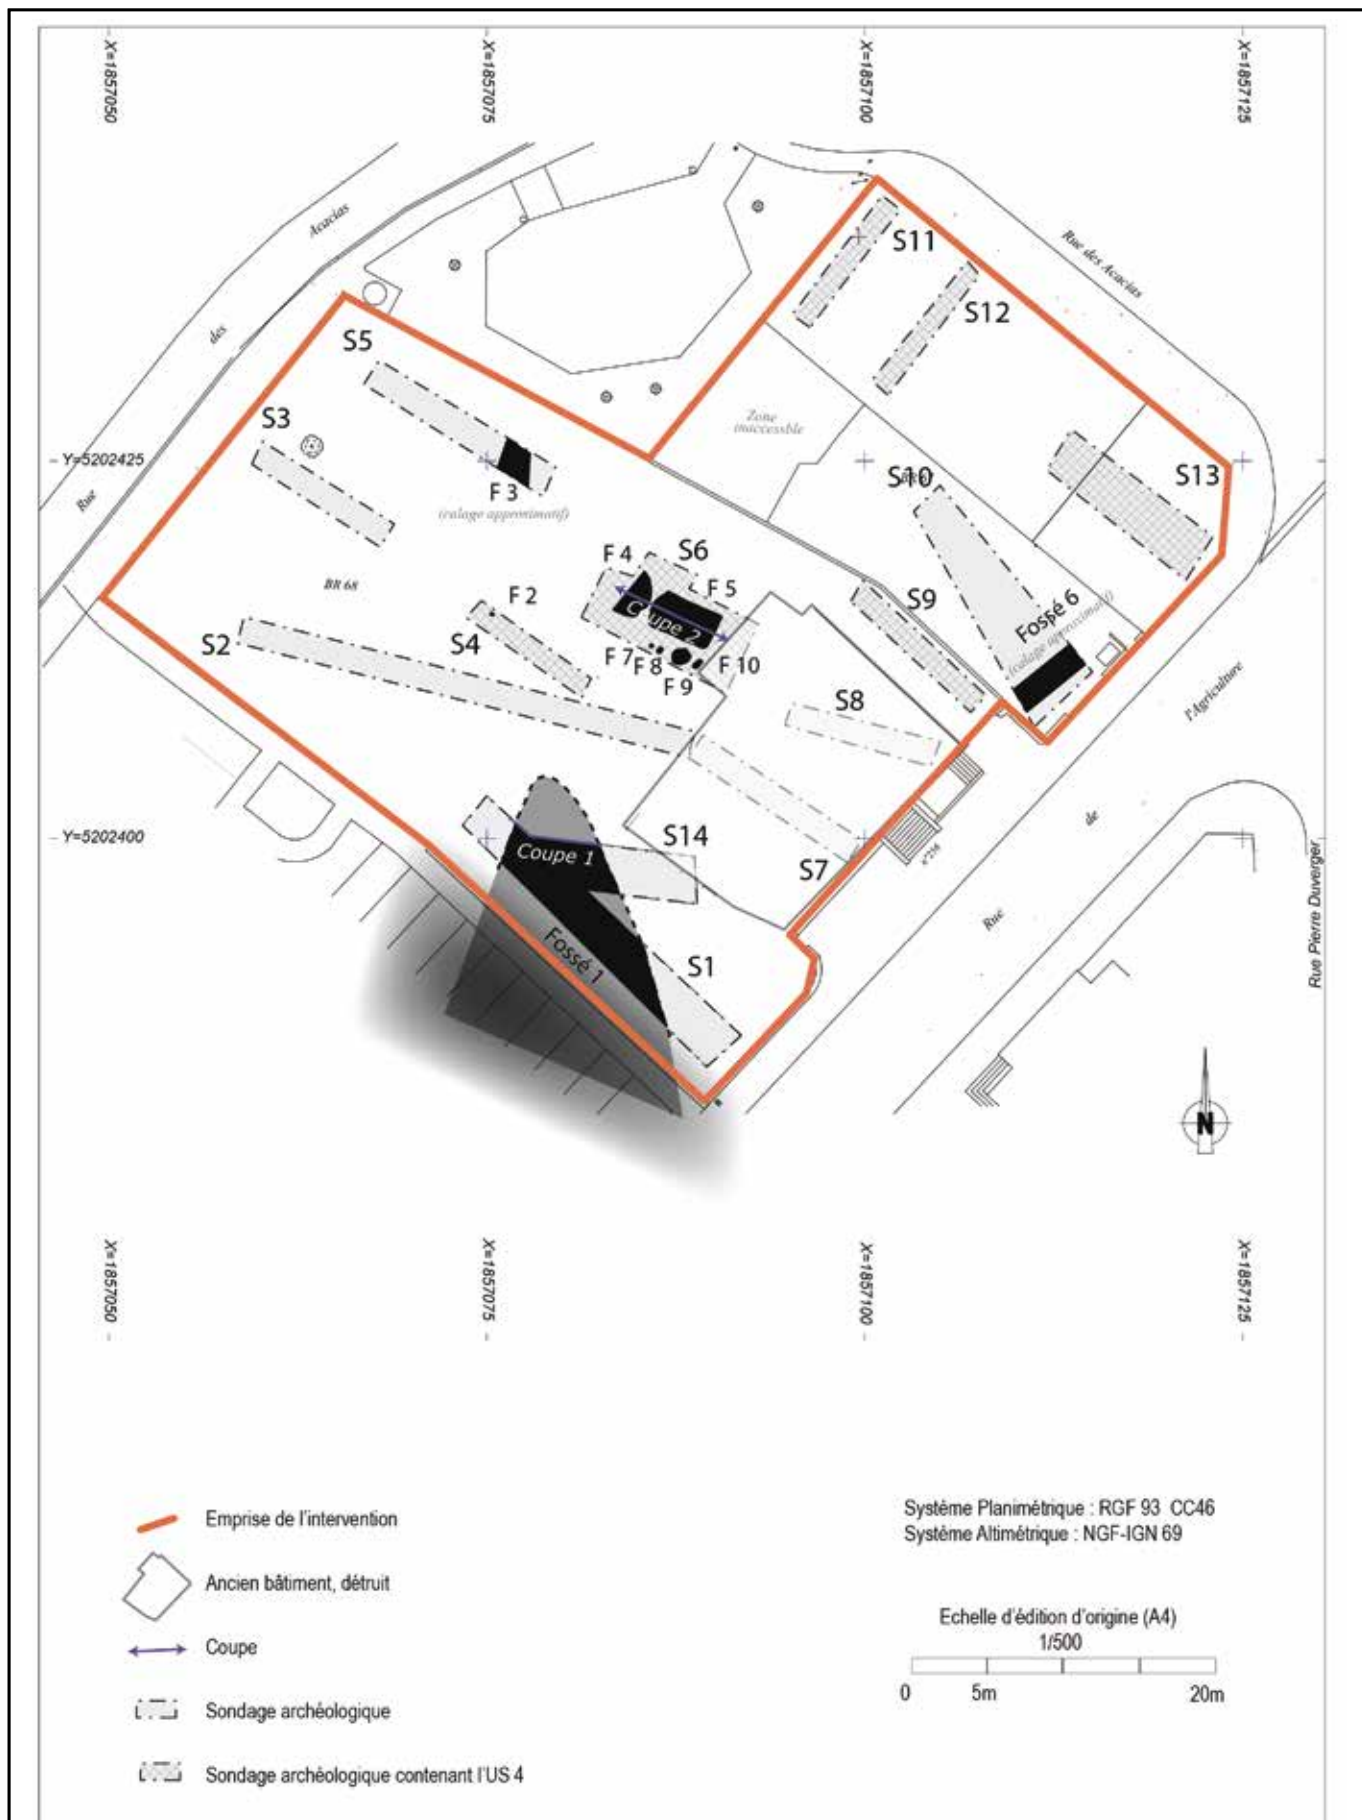 X=1857050
X=1857075
X=1857100
X=1857125
Acacias
des
Rue
Rue des Acacias
S11
S12
S5
S3
Zone
inaccessble
Y=5202425
F 3
(calage approximatif)
S10
S13
BR 68
F 4
S6
F 5
F 2
Coupe 2
S9
Fossé 6
(calage approximatif)
S2
S4
F 7
F 8
F 9
F 10
S8
l'Agriculture
de
Rue
Y=5202400
Coupe 1
S14
S7
n°256
Fossé 1
S1
Rue Pierre Duverger
N
X=1857050
X=1857075
X=1857100
X=1857125
Emprise de l'intervention
Ancien bâtiment, détruit
Coupe
Sondage archéologique
Sondage archéologique contenant l'US 4
Système Planimétrique : RGF 93 CC46
Système Altimétrique : NGF-IGN 69
Echelle d'édition d'origine (A4)
1/500
0 5m 20m